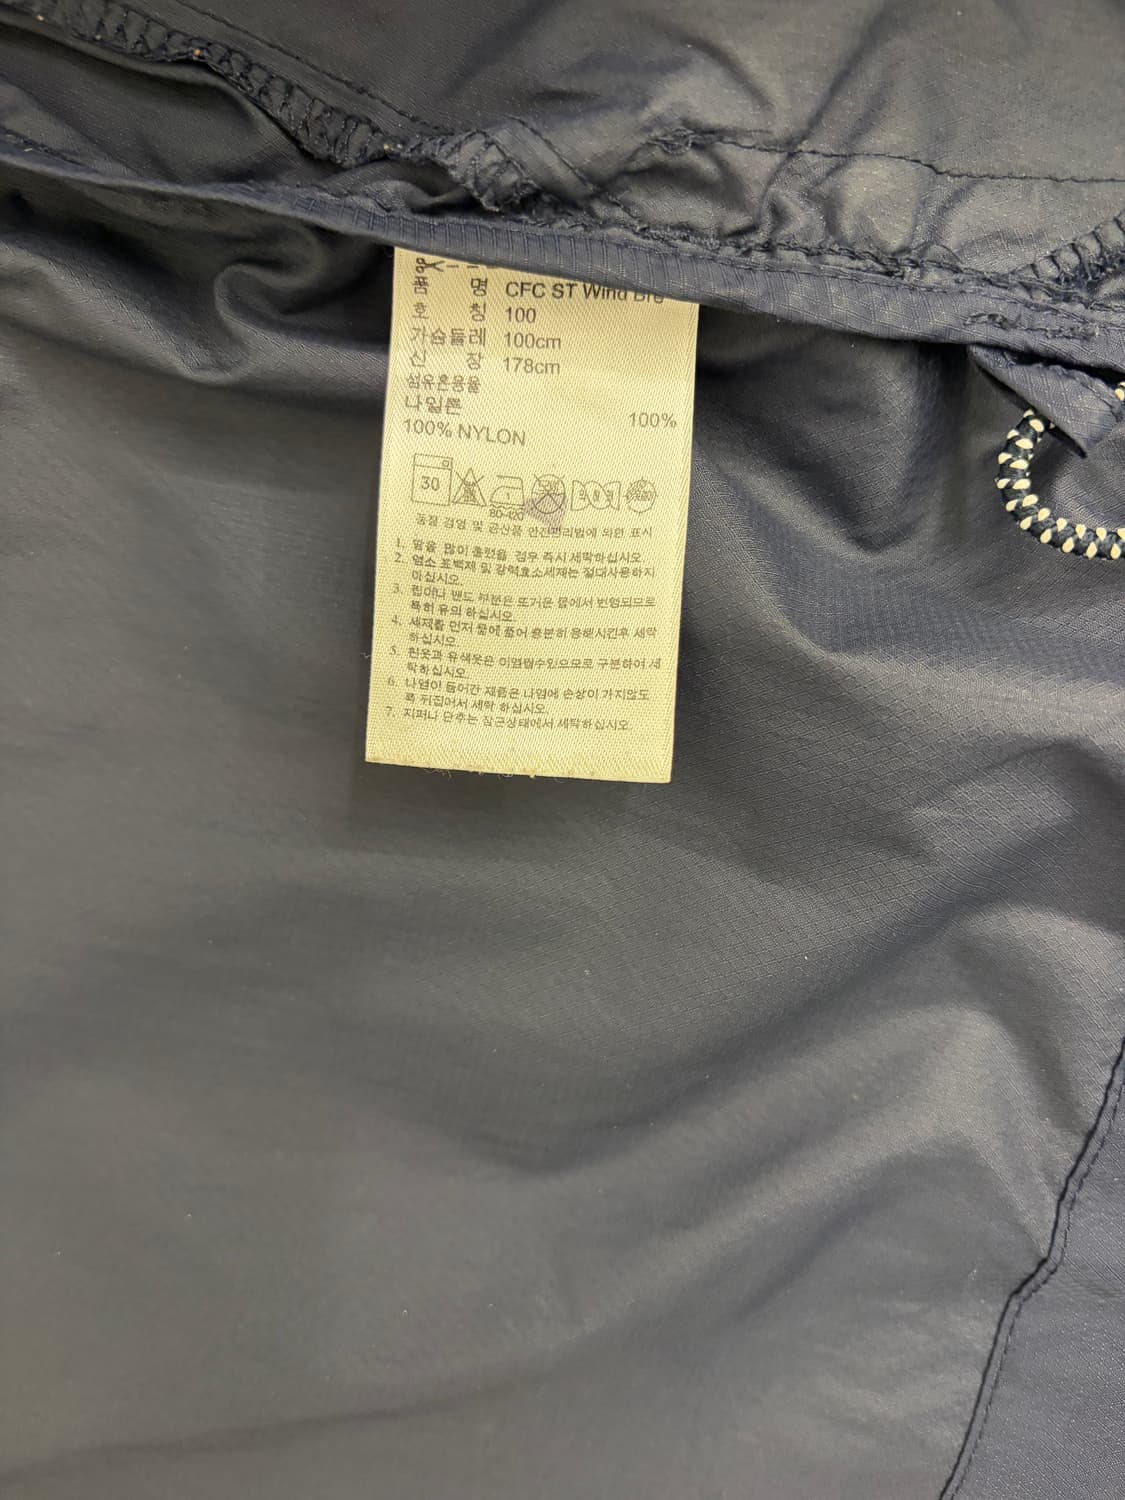 품 명 CFC ST Wind Bre
호 칭 100
가슴둘레 100cm
신 장 178cm
섬유혼용율
나일론 100%
100% NYLON
30
80~120
품질 경영 및 공산품 안전관리법에 의한 표시
1. 땀을 많이 흘렸을 경우 즉시 세탁하십시오.
2. 염소 표백제 및 강력효소세제는 절대사용하지
마십시오.
3. 립이나 밴드 부분은 뜨거운 물에서 변형되므로
특히 유의 하십시오.
4. 세제를 먼저 물에 풀어 충분히 용해시킨후 세탁
하십시오.
5. 흰옷과 유색옷은 이염될수있으므로 구분하여 세
탁하십시오.
6. 나염이 들어간 제품은 나염에 손상이 가지않도
록 뒤집어서 세탁 하십시오.
7. 지퍼나 단추는 잠근상태에서 세탁하십시오.